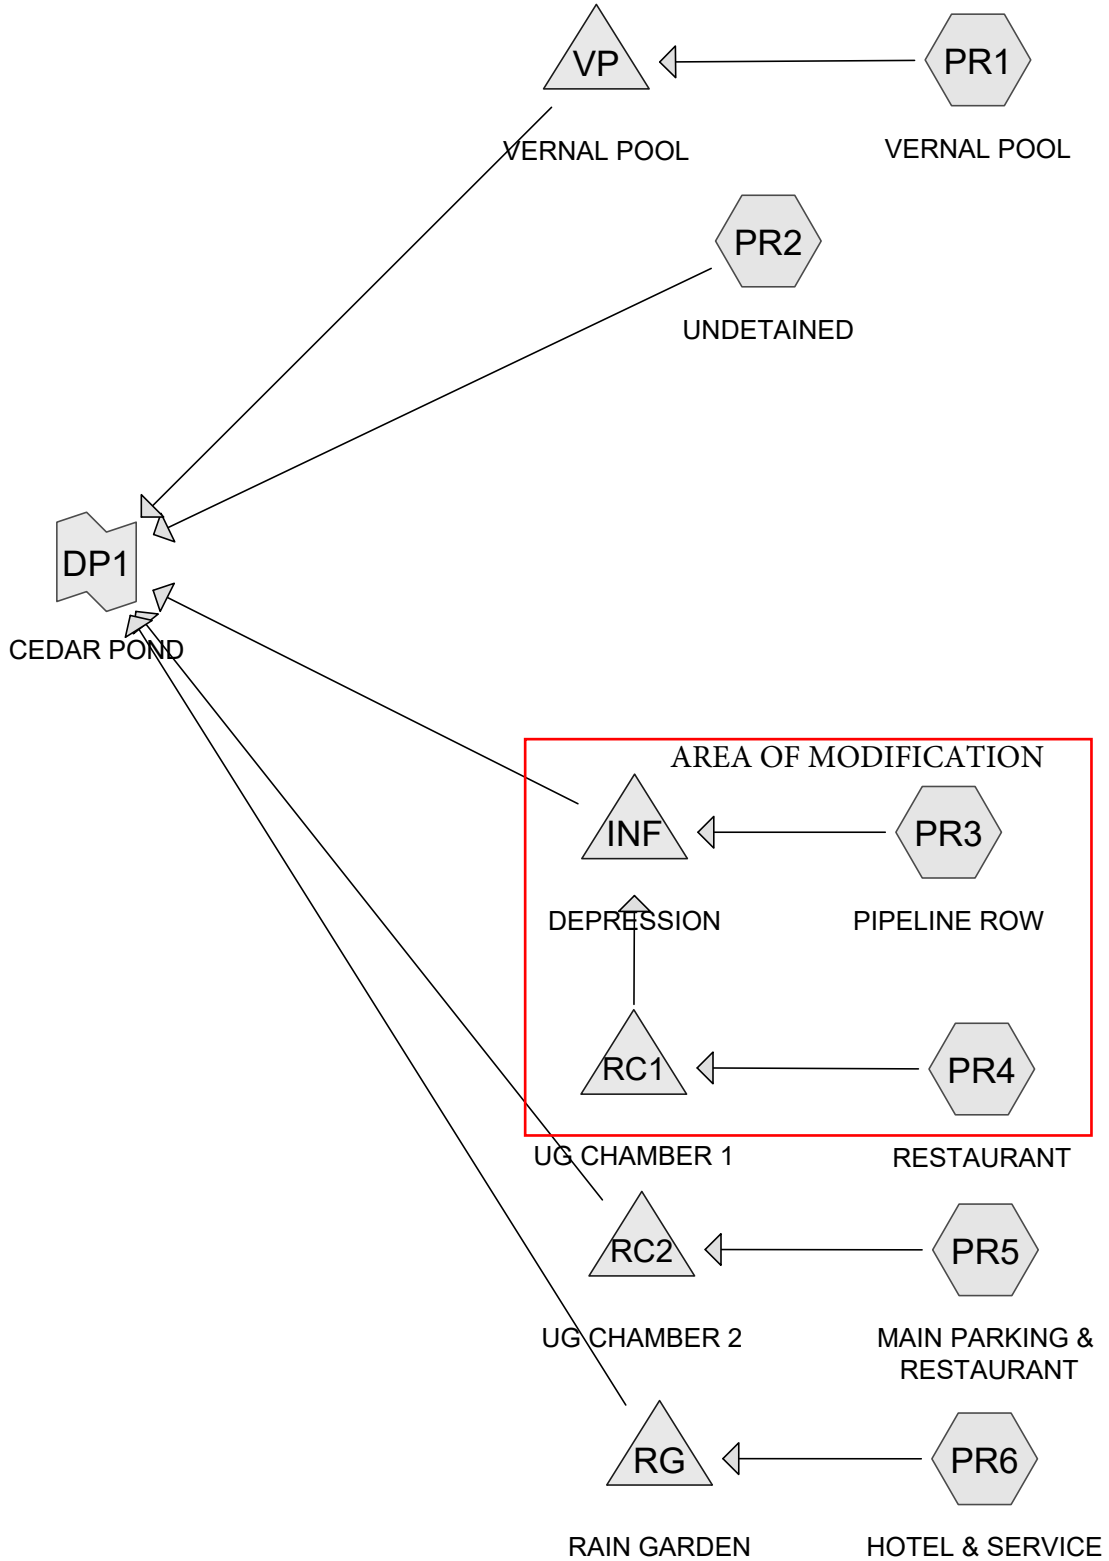 VP
PR1
VERNAL POOL
VERNAL POOL
PR2
UNDETAINED
DP1
CEDAR POND
AREA OF MODIFICATION
INF
PR3
DEPRESSION
PIPELINE ROW
RC1
PR4
UG CHAMBER 1
RESTAURANT
RC2
PR5
UG CHAMBER 2
MAIN PARKING &
RESTAURANT
RG
PR6
RAIN GARDEN
HOTEL & SERVICE